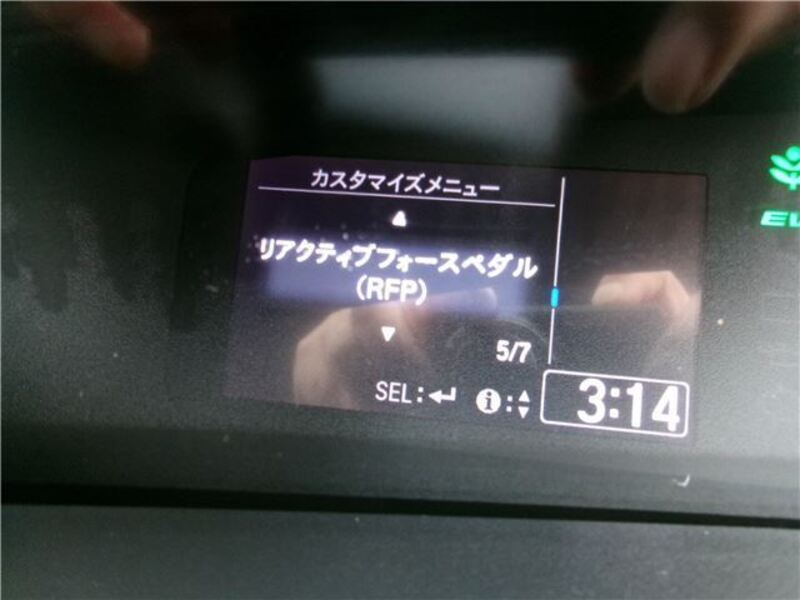 カスタマイズメニュー
▲
リアクティブフォースペダル
(RFP)
▼
5/7
SEL:↵ i:▲▼
3:14